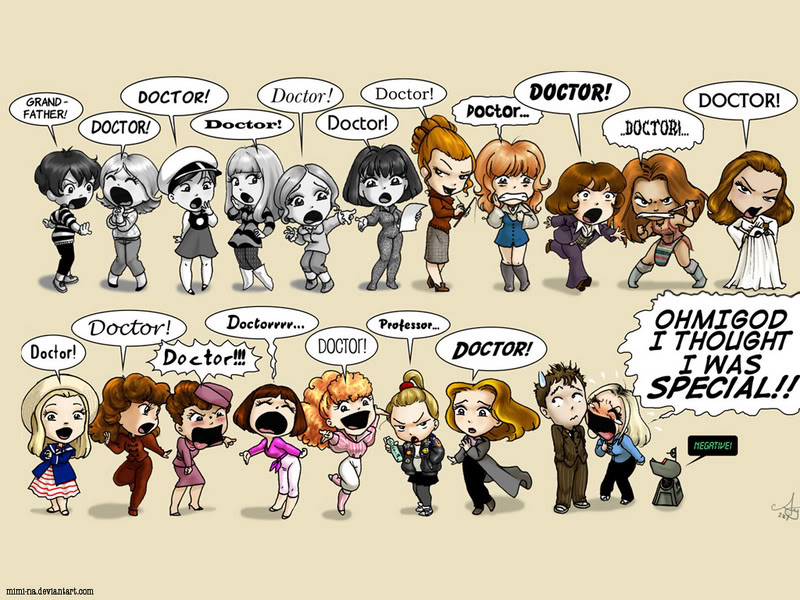 GRAND-
FATHER!
DOCTOR!
DOCTOR!
Doctor!
Doctor!
Doctor!
Doctor!
DOCTOR...
DOCTOR!
..DOCTOR!...
DOCTOR!
Doctor!
Doctor!
Doctor!!!
Doctorrrr...
DOCTOr!
Professor...
DOCTOR!
OHMIGOD
I THOUGHT
I WAS
SPECIAL!!
NEGATIVE!
mimi-na.deviantart.com